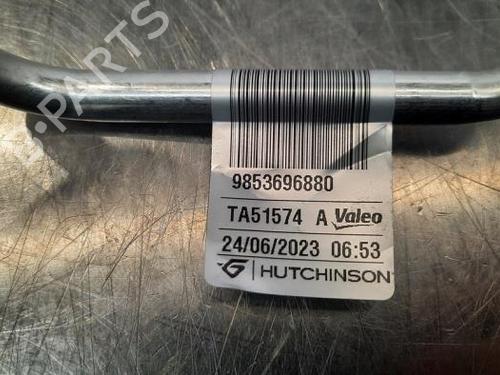 B-PARTS
9853696880
TA51574 A Valeo
24/06/2023 06:53
HUTCHINSON